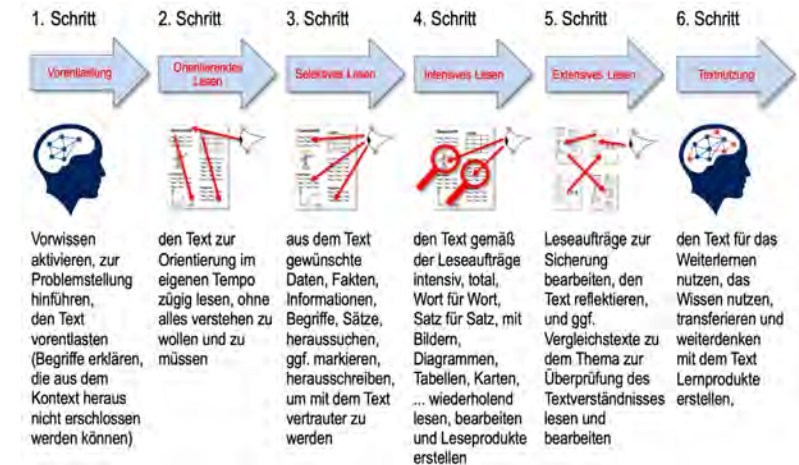 1. Schritt
2. Schritt
3. Schritt
4. Schritt
5. Schritt
6. Schritt
Vorentlastung
Orientierendes
Lesen
Selektives Lesen
Intensives Lesen
Extensives Lesen
Textnutzung
Vorwissen
aktivieren, zur
Problemstellung
hinführen,
den Text
vorentlasten
(Begriffe erklären,
die aus dem
Kontext heraus
nicht erschlossen
werden können)
den Text zur
Orientierung im
eigenen Tempo
zügig lesen, ohne
alles verstehen zu
wollen und zu
müssen
aus dem Text
gewünschte
Daten, Fakten,
Informationen,
Begriffe, Sätze,
heraussuchen,
ggf. markieren,
herausschreiben,
um mit dem Text
vertrauter zu
werden
den Text gemäß
der Leseaufträge
intensiv, total,
Wort für Wort,
Satz für Satz, mit
Bildern,
Diagrammen,
Tabellen, Karten,
... wiederholend
lesen, bearbeiten
und Leseprodukte
erstellen
Leseaufträge zur
Sicherung
bearbeiten, den
Text reflektieren,
und ggf.
Vergleichstexte zu
dem Thema zur
Überprüfung des
Textverständnisses
lesen und
bearbeiten
den Text für das
Weiterlernen
nutzen, das
Wissen nutzen,
transferieren und
weiterdenken
mit dem Text
Lernprodukte
erstellen,